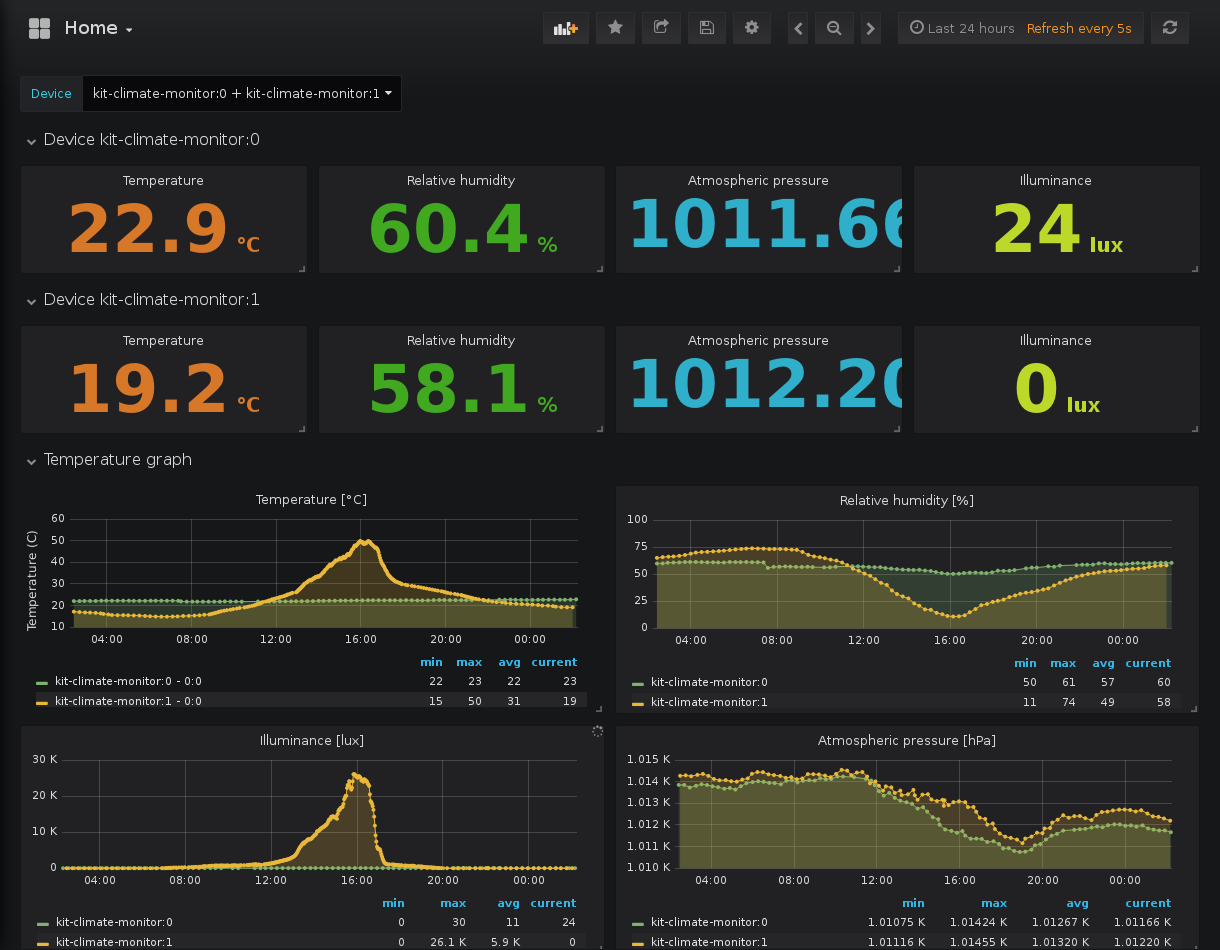 Home
Last 24 hours Refresh every 5s
Device kit-climate-monitor:0 + kit-climate-monitor:1
Device kit-climate-monitor:0
Temperature Relative humidity Atmospheric pressure Illuminance
22.9 °C 60.4 % 1011.66 24 lux
Device kit-climate-monitor:1
Temperature Relative humidity Atmospheric pressure Illuminance
19.2 °C 58.1 % 1012.20 0 lux
Temperature graph
Temperature [°C]
Temperature (C)
60
50
40
30
20
10
04:00 08:00 12:00 16:00 20:00 00:00
min max avg current
kit-climate-monitor:0 - 0:0 22 23 22 23
kit-climate-monitor:1 - 0:0 15 50 31 19
Relative humidity [%]
100
75
50
25
0
04:00 08:00 12:00 16:00 20:00 00:00
min max avg current
kit-climate-monitor:0 50 61 57 60
kit-climate-monitor:1 11 74 49 58
Illuminance [lux]
30 K
20 K
10 K
0
04:00 08:00 12:00 16:00 20:00 00:00
min max avg current
kit-climate-monitor:0 0 30 11 24
kit-climate-monitor:1 0 26.1 K 5.9 K 0
Atmospheric pressure [hPa]
1.015 K
1.014 K
1.013 K
1.012 K
1.011 K
1.010 K
04:00 08:00 12:00 16:00 20:00 00:00
min max avg current
kit-climate-monitor:0 1.01075 K 1.01424 K 1.01267 K 1.01166 K
kit-climate-monitor:1 1.01116 K 1.01455 K 1.01320 K 1.01220 K